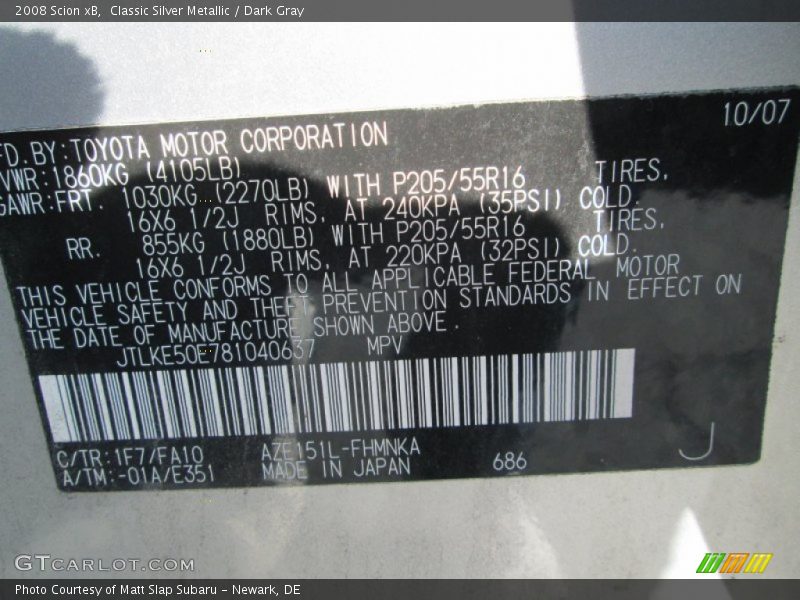 2008 Scion xB,  Classic Silver Metallic / Dark Gray
10/07
FD. BY: TOYOTA MOTOR CORPORATION
VWR: 1860KG (4105LB)
GAWR: FRT. 1030KG (2270LB) WITH P205/55R16 TIRES,
16X6 1/2J RIMS, AT 240KPA (35PSI) COLD.
RR. 855KG (1880LB) WITH P205/55R16 TIRES,
16X6 1/2J RIMS, AT 220KPA (32PSI) COLD.
THIS VEHICLE CONFORMS TO ALL APPLICABLE FEDERAL MOTOR
VEHICLE SAFETY AND THEFT PREVENTION STANDARDS IN EFFECT ON
THE DATE OF MANUFACTURE SHOWN ABOVE.
JTLKE50E781040637 MPV
C/TR: 1F7/FA10 AZE151L-FHMNKA
A/TM: -01A/E351 MADE IN JAPAN 686 J
GTCARLOT.COM
Photo Courtesy of Matt Slap Subaru - Newark, DE